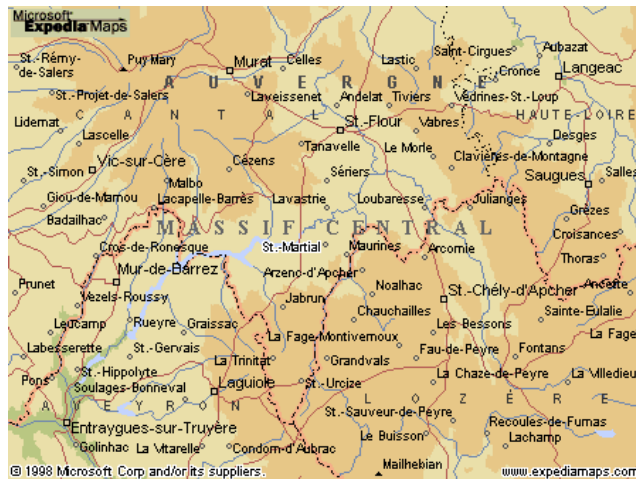 Microsoft
Expedia Maps
St.-Rémy-
de-Salers
Puy Mary
Murat
Celles
Lastic
Saint-Cirgues
Aubazat
Cronce
Langeac
AUVERGNE
St.-Projet-de-Salers
Laveissenet
Andelat
Tiviers
Védrines-St.-Loup
CANTAL
HAUTE-LOIRE
Lidernat
Lascelle
St.-Flour
Vabres
Desges
Tanavelle
Le Morle
Clavières-de-Montagne
St.-Simon
Vic-sur-Cère
Cézens
Sériers
Saugues
Salles
Malbo
Giou-de-Mamou
Lacapelle-Barrès
Lavastrie
Loubaresse
Julianges
Badailhac
Grèzes
MASSIF CENTRAL
Croisances
Cros-de-Ronesque
St.-Martial
Maurines
Arcomie
Thoras
Mur-de-Barrez
Arzenc-d'Apcher
Prunet
Noalhac
Ancette
Vezels-Roussy
Jabrun
St.-Chély-d'Apcher
Chauchailles
Sainte-Eulalie
Leucamp
Rueyre
Graissac
Les Bessons
La Fage
La Fage-Montivernoux
Labesserette
St.-Gervais
La Trinitat
Grandvals
Fau-de-Peyre
Fontans
Pons
St.-Hippolyte
La Chaze-de-Peyre
La Villedieu
Soulages-Bonneval
Laguiole
St.-Urcize
AVEYRON
LOZÈRE
St.-Sauveur-de-Peyre
Entraygues-sur-Truyère
Recoules-de-Fumas
Le Buisson
Golinhac
La Vitarelle
Condom-d'Aubrac
Lachamp
Mailhebian
© 1998 Microsoft Corp and/or its suppliers.
www.expediamaps.com